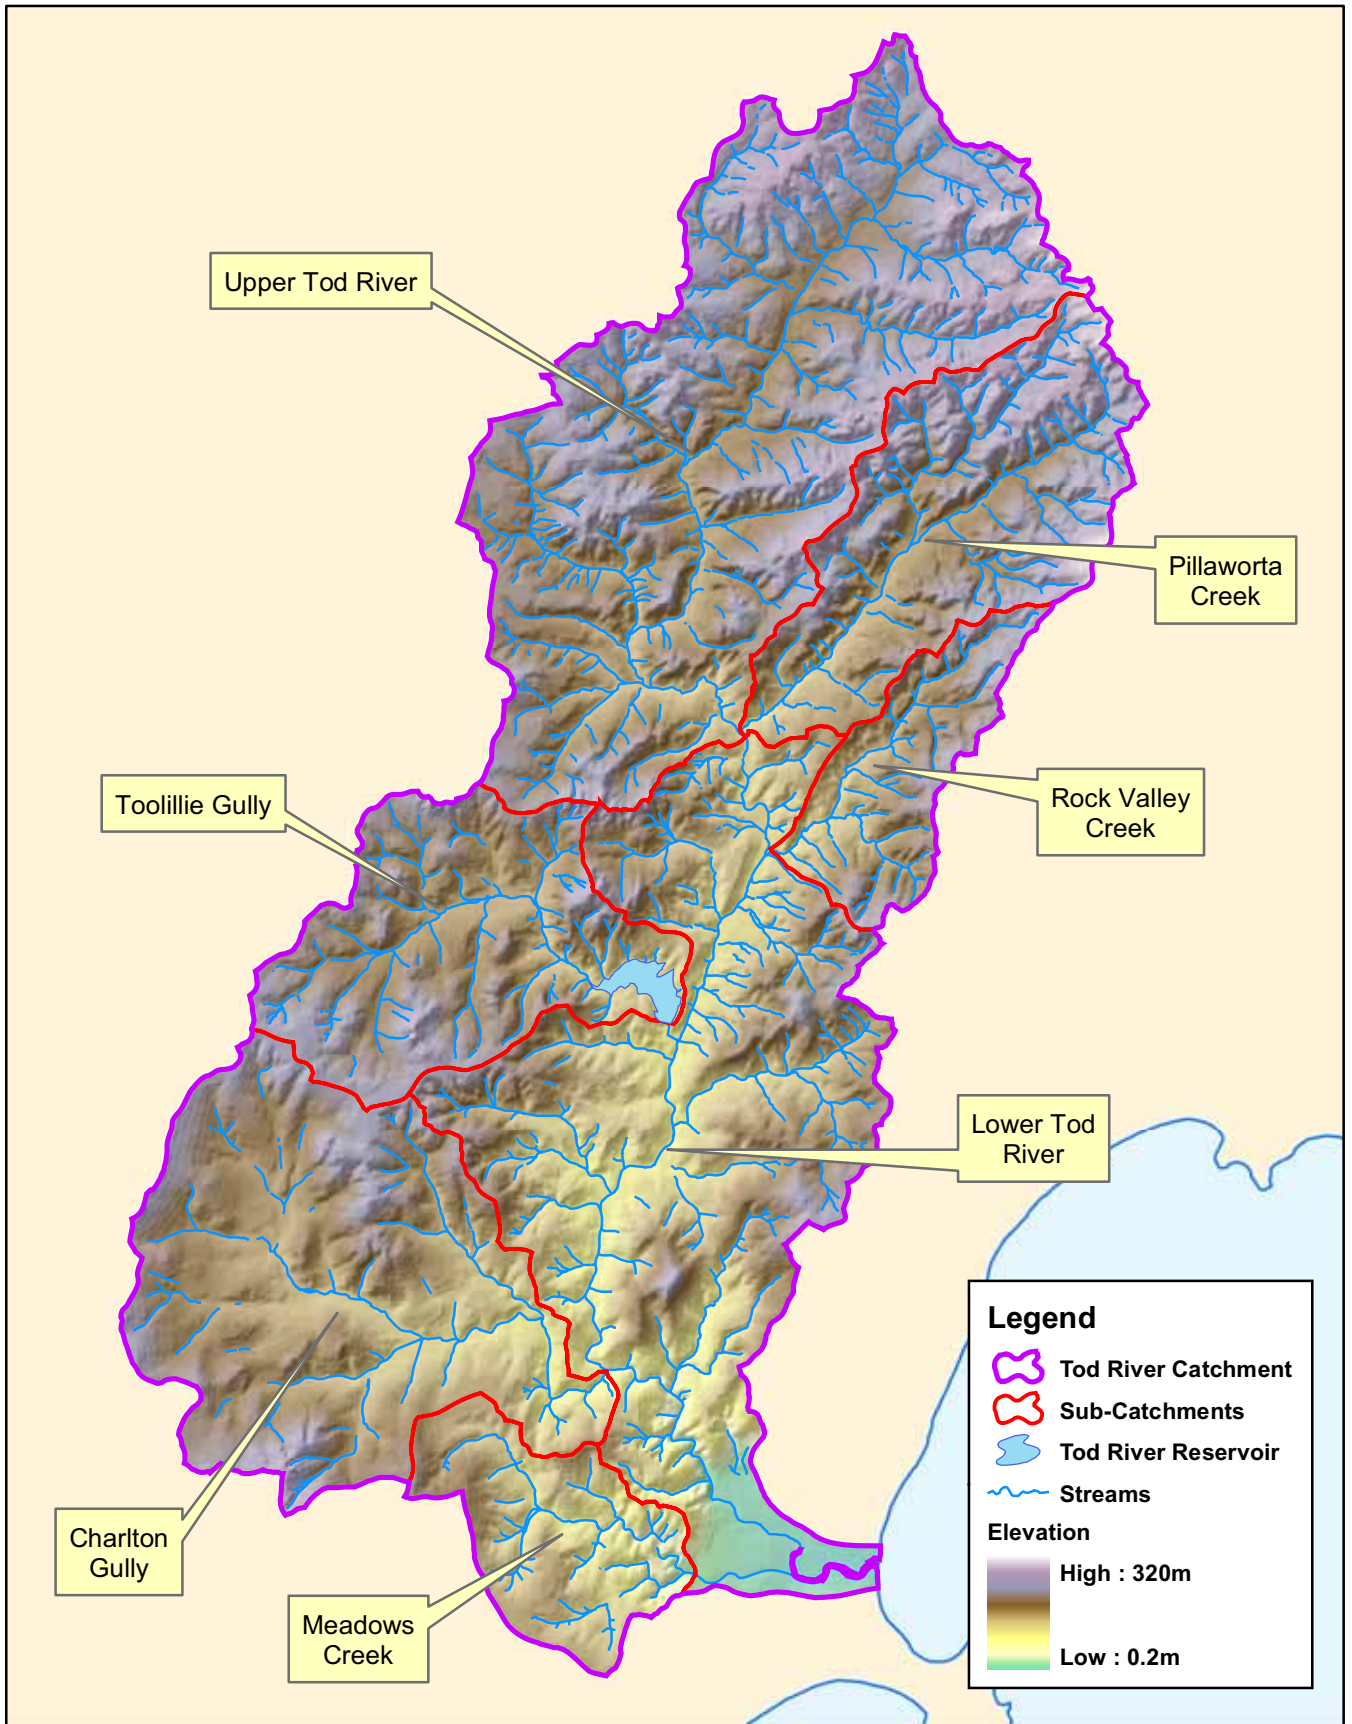 Upper Tod River
Pillaworta
Creek
Toolillie Gully
Rock Valley
Creek
Lower Tod
River
Charlton
Gully
Meadows
Creek
Legend
Tod River Catchment
Sub-Catchments
Tod River Reservoir
Streams
Elevation
High : 320m
Low : 0.2m